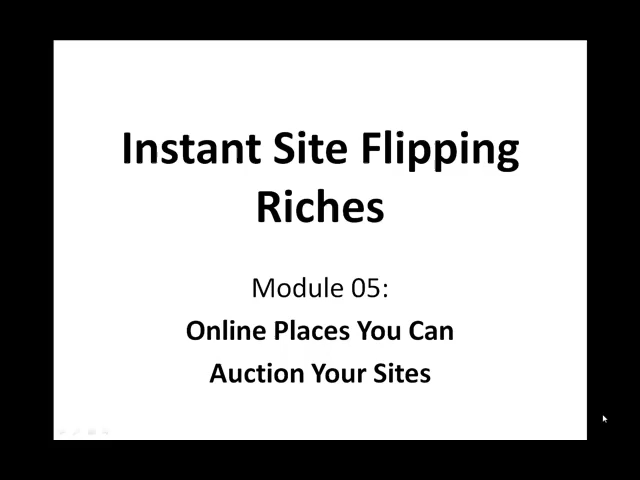 Instant Site Flipping
Riches
Module 05:
Online Places You Can
Auction Your Sites